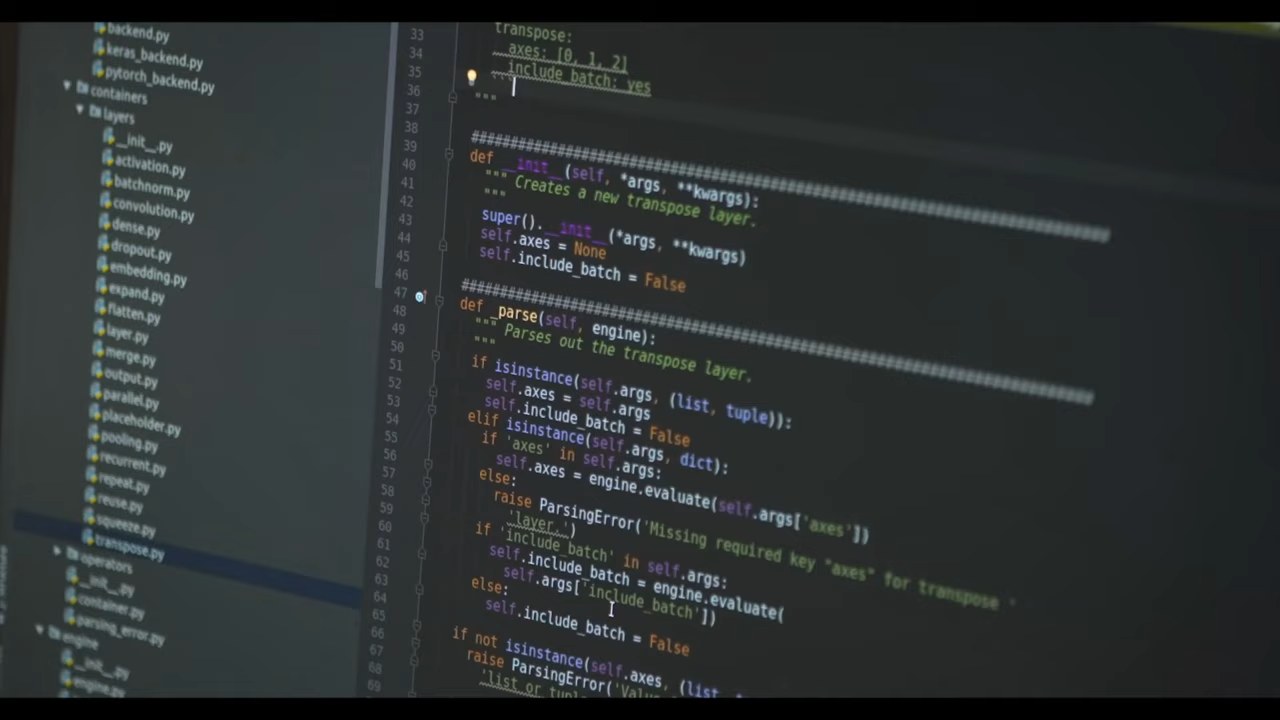 backend.py
keras_backend.py
pytorch_backend.py
containers
layers
__init__.py
activation.py
batchnorm.py
convolution.py
dense.py
dropout.py
embedding.py
expand.py
flatten.py
layer.py
merge.py
output.py
parallel.py
placeholder.py
pooling.py
recurrent.py
repeat.py
reuse.py
squeeze.py
transpose.py
operators
__init__.py
container.py
parsing_error.py
engine
__init__.py
engine.py
33
34
35
36
37
38
39
40
41
42
43
44
45
46
47
48
49
50
51
52
53
54
55
56
57
58
59
60
61
62
63
64
65
66
67
68
69
transpose:
axes: [0, 1, 2]
include_batch: yes
```
"""
def __init__(self, *args, **kwargs):
""" Creates a new transpose layer.
"""
super().__init__(*args, **kwargs)
self.axes = None
self.include_batch = False
def _parse(self, engine):
""" Parses out the transpose layer.
"""
if isinstance(self.args, (list, tuple)):
self.axes = self.args
self.include_batch = False
elif isinstance(self.args, dict):
if 'axes' in self.args:
self.axes = engine.evaluate(self.args['axes'])
else:
raise ParsingError('Missing required key "axes" for transpose '
'layer.')
if 'include_batch' in self.args:
self.include_batch = engine.evaluate(
self.args['include_batch'])
else:
self.include_batch = False
if not isinstance(self.axes, (list,
raise ParsingError('Value
'list or tuple